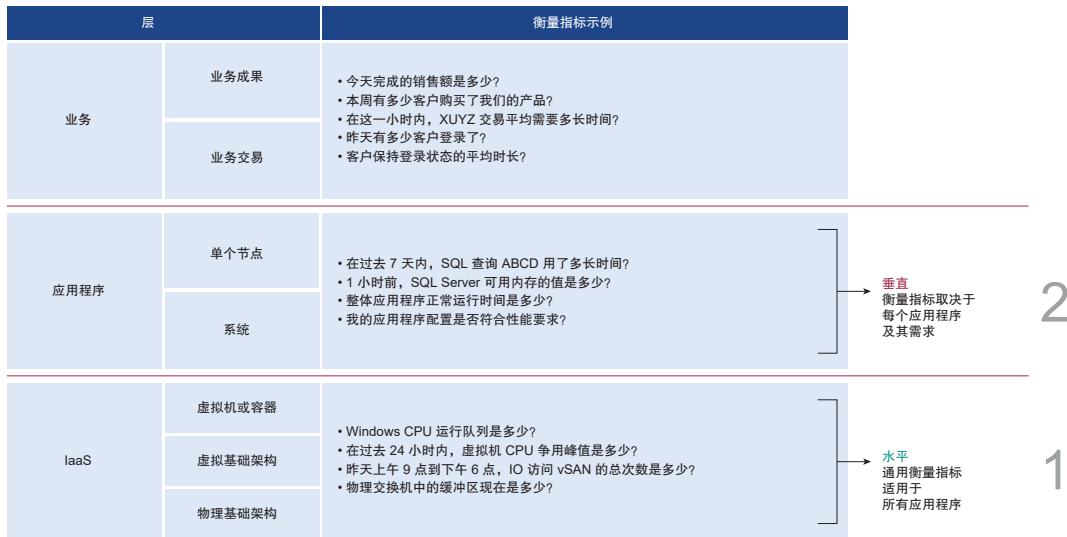 层
衡量指标示例
业务
业务成果
业务交易
• 今天完成的销售额是多少?
• 本周有多少客户购买了我们的产品?
• 在这一小时内，XUYZ 交易平均需要多长时间?
• 昨天有多少客户登录了?
• 客户保持登录状态的平均时长?
应用程序
单个节点
系统
• 在过去 7 天内，SQL 查询 ABCD 用了多长时间?
• 1 小时前，SQL Server 可用内存的值是多少?
• 整体应用程序正常运行时间是多少?
• 我的应用程序配置是否符合性能要求?
垂直
衡量指标取决于
每个应用程序
及其需求
2
IaaS
虚拟机或容器
虚拟基础架构
物理基础架构
• Windows CPU 运行队列是多少?
• 在过去 24 小时内，虚拟机 CPU 争用峰值是多少?
• 昨天上午 9 点到下午 6 点，IO 访问 vSAN 的总次数是多少?
• 物理交换机中的缓冲区现在是多少?
水平
通用衡量指标
适用于
所有应用程序
1